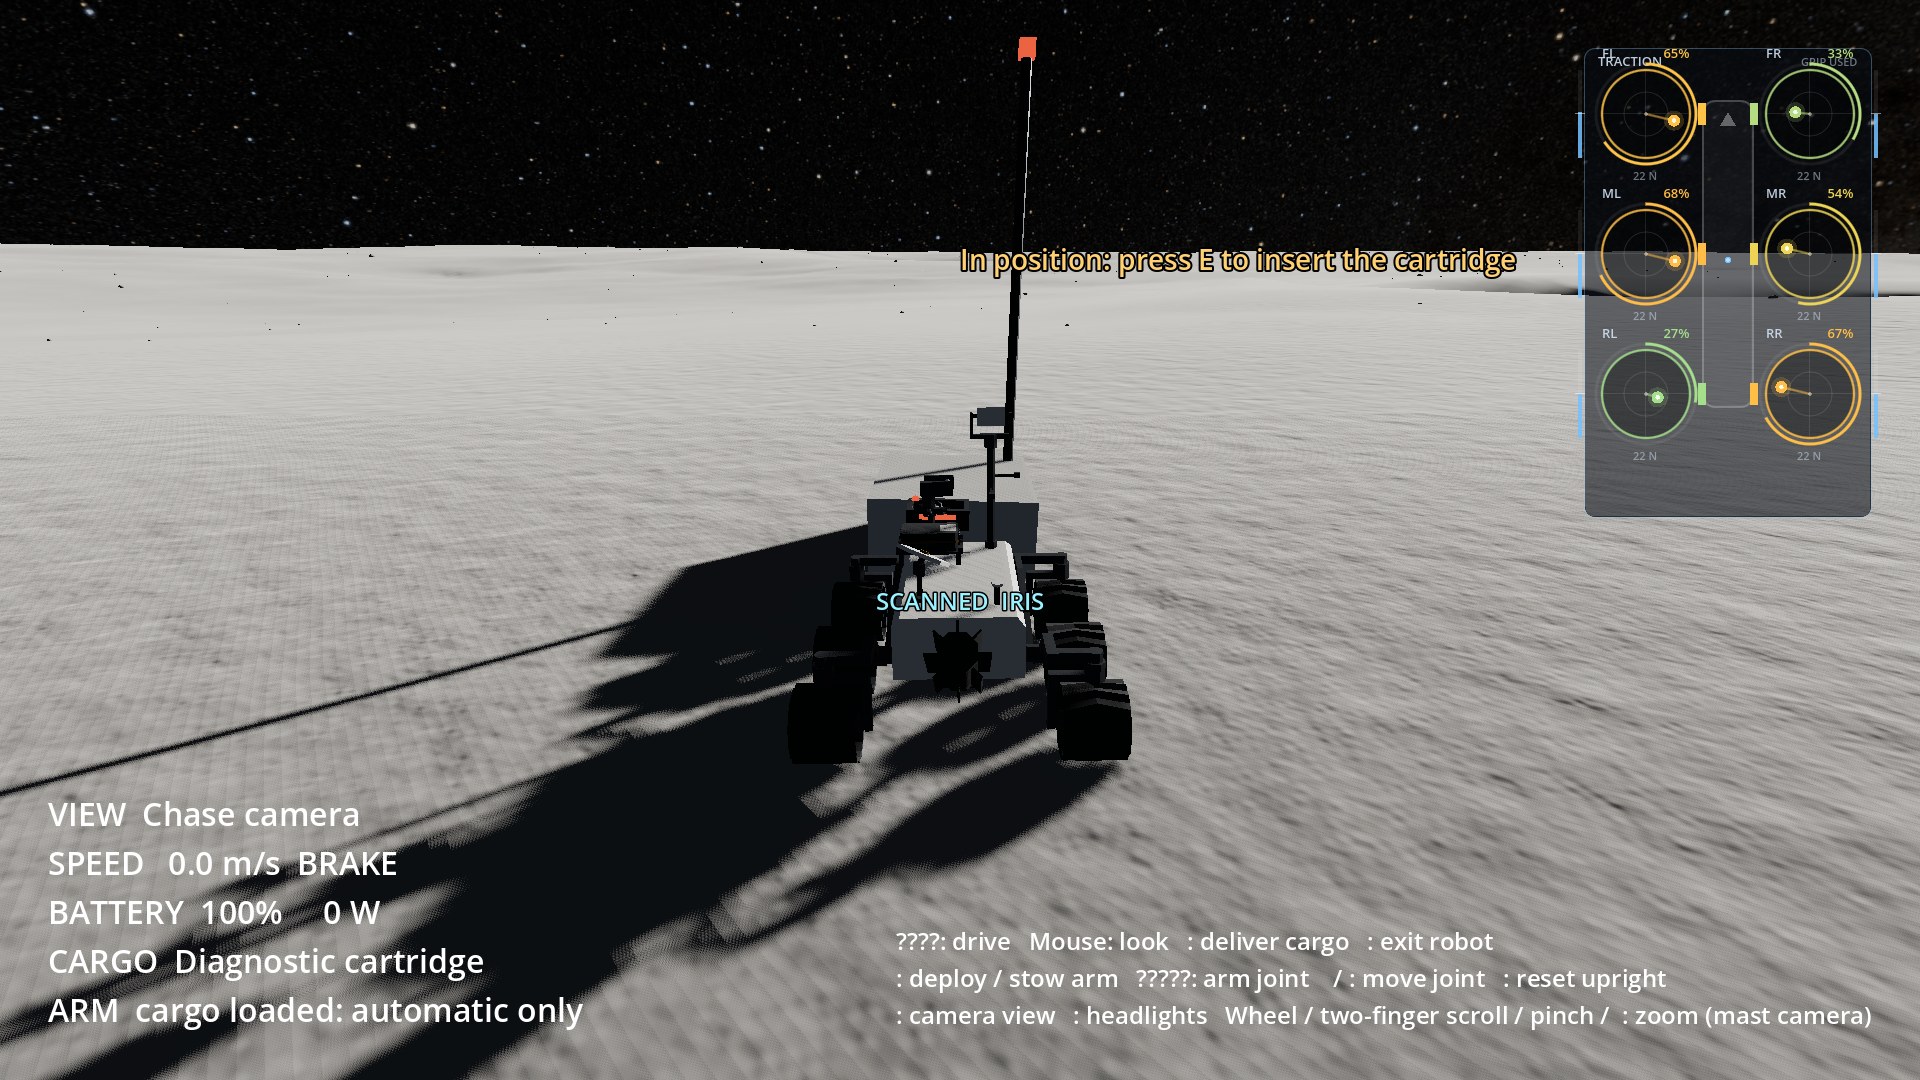 FL 65% FR 33%
TRACTION GRIP USED
22 N 22 N
ML 68% MR 54%
22 N 22 N
RL 27% RR 67%
22 N 22 N
In position: press E to insert the cartridge
SCANNED IRIS
VIEW Chase camera
SPEED 0.0 m/s BRAKE
BATTERY 100% 0 W
CARGO Diagnostic cartridge
ARM cargo loaded: automatic only
????: drive Mouse: look : deliver cargo : exit robot
: deploy / stow arm ?????: arm joint / : move joint : reset upright
: camera view : headlights Wheel / two-finger scroll / pinch / : zoom (mast camera)